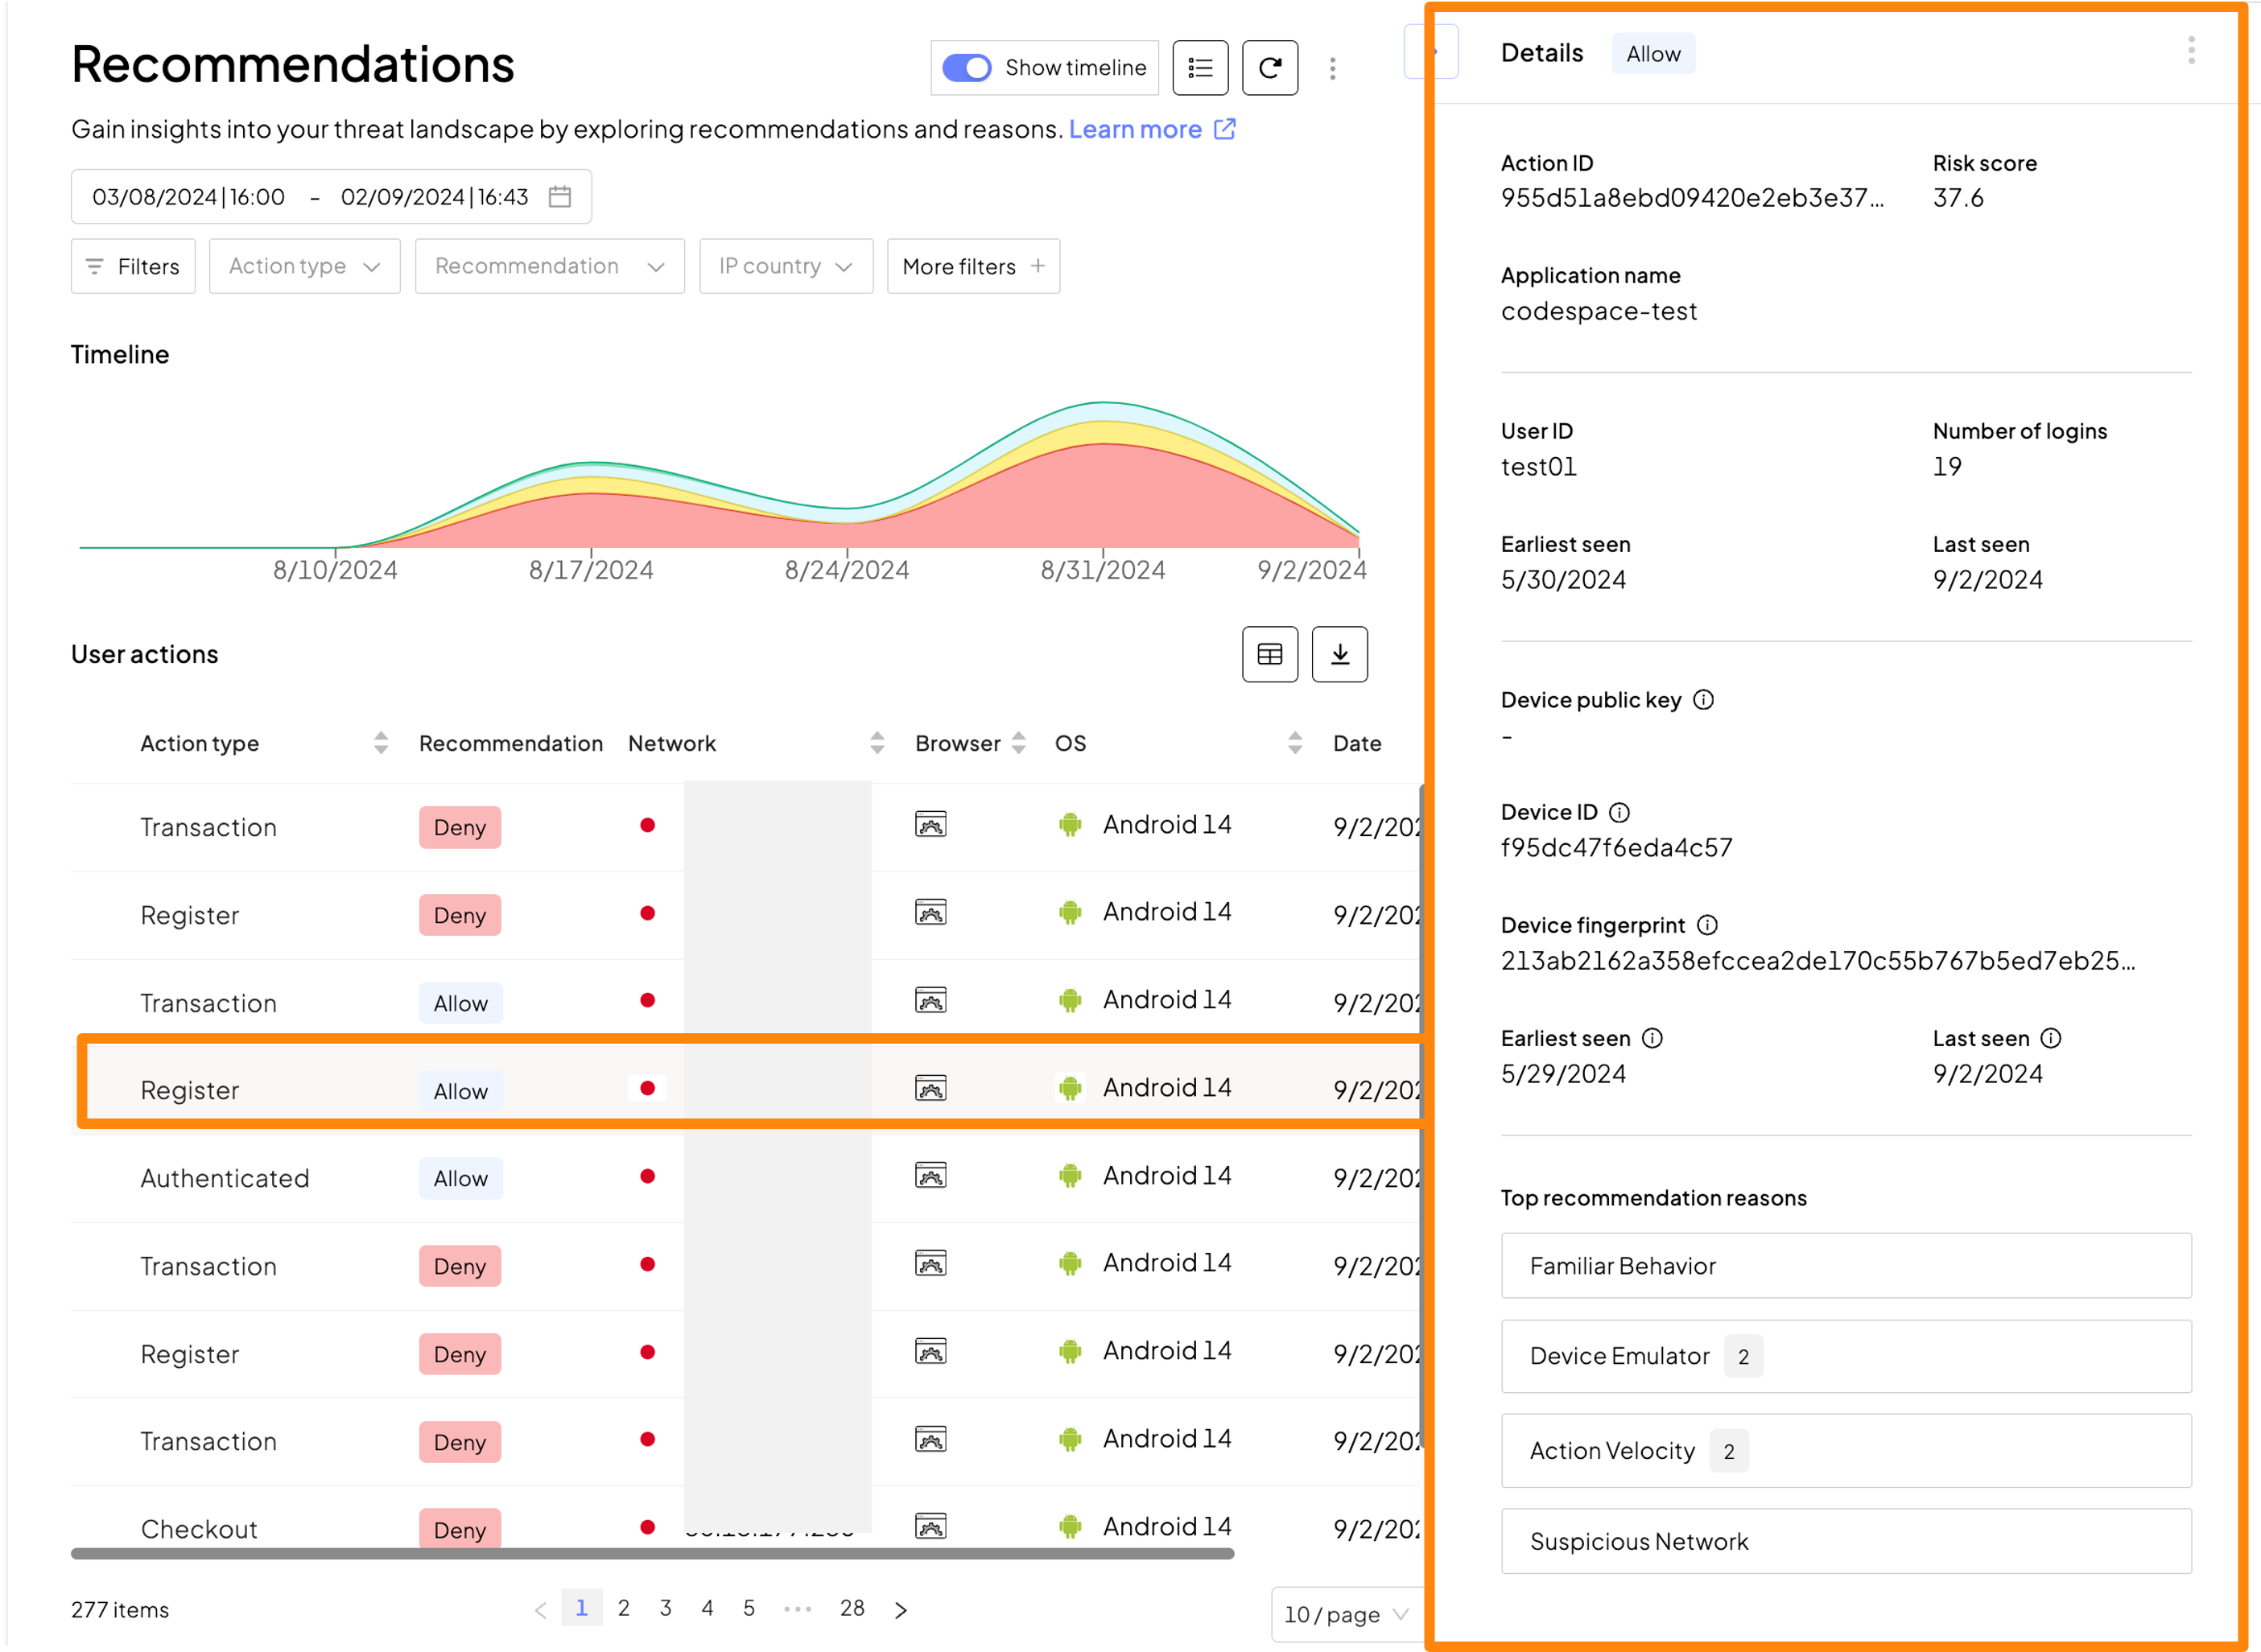 Recommendations
Show timeline
Gain insights into your threat landscape by exploring recommendations and reasons. Learn more
03/08/2024|16:00 - 02/09/2024|16:43
Filters Action type Recommendation IP country More filters +
Timeline
8/10/2024 8/17/2024 8/24/2024 8/31/2024 9/2/2024
User actions
Action type Recommendation Network Browser OS Date
Transaction Deny Android 14 9/2/202
Register Deny Android 14 9/2/202
Transaction Allow Android 14 9/2/202
Register Allow Android 14 9/2/202
Authenticated Allow Android 14 9/2/202
Transaction Deny Android 14 9/2/202
Register Deny Android 14 9/2/202
Transaction Deny Android 14 9/2/202
Checkout Deny Android 14 9/2/202
277 items < 1 2 3 4 5 ••• 28 > 10 / page
Details Allow
Action ID Risk score
955d51a8ebd09420e2eb3e37... 37.6
Application name
codespace-test
User ID Number of logins
test01 19
Earliest seen Last seen
5/30/2024 9/2/2024
Device public key
-
Device ID
f95dc47f6eda4c57
Device fingerprint
213ab2162a358efccea2de170c55b767b5ed7eb25...
Earliest seen Last seen
5/29/2024 9/2/2024
Top recommendation reasons
Familiar Behavior
Device Emulator 2
Action Velocity 2
Suspicious Network